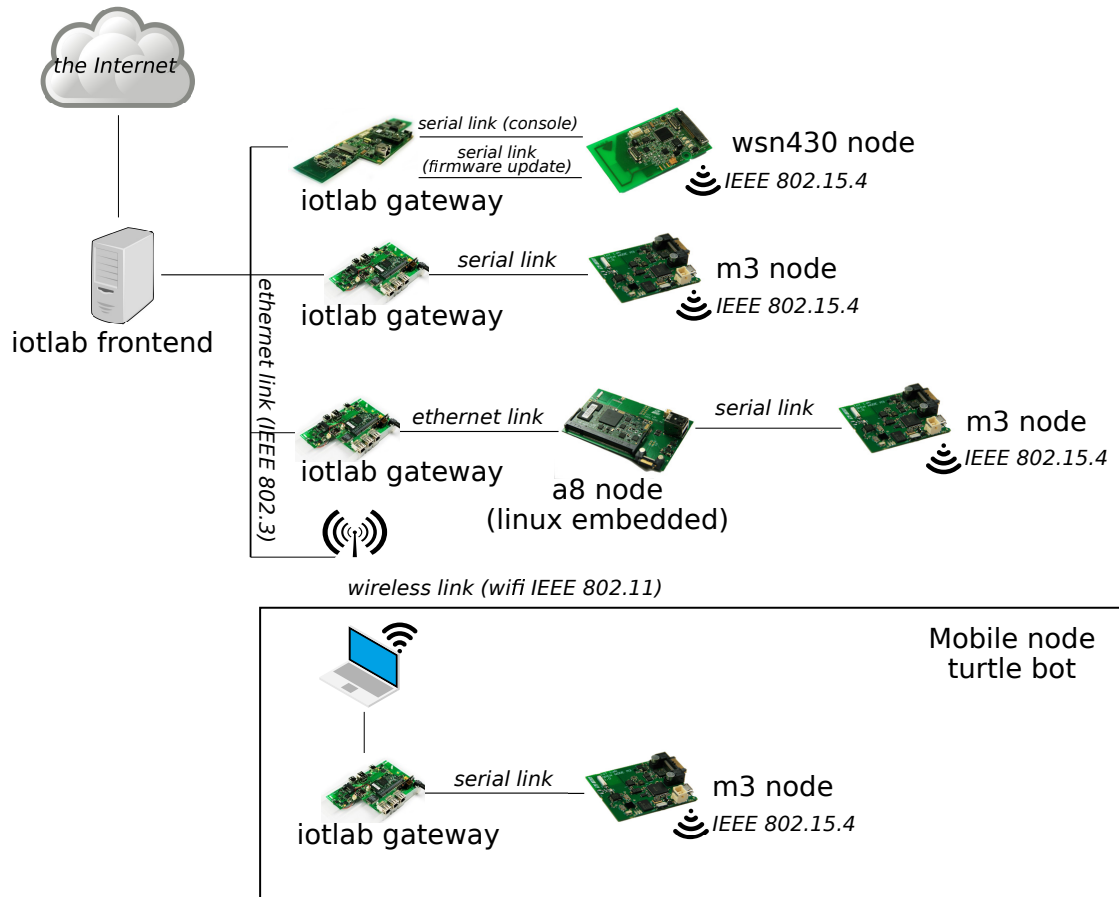 the Internet
serial link (console)
serial link
(firmware update)
wsn430 node
IEEE 802.15.4
iotlab gateway
iotlab frontend
ethernet link (IEEE 802.3)
serial link
m3 node
IEEE 802.15.4
iotlab gateway
ethernet link
serial link
m3 node
IEEE 802.15.4
iotlab gateway
a8 node
(linux embedded)
wireless link (wifi IEEE 802.11)
Mobile node
turtle bot
serial link
m3 node
IEEE 802.15.4
iotlab gateway